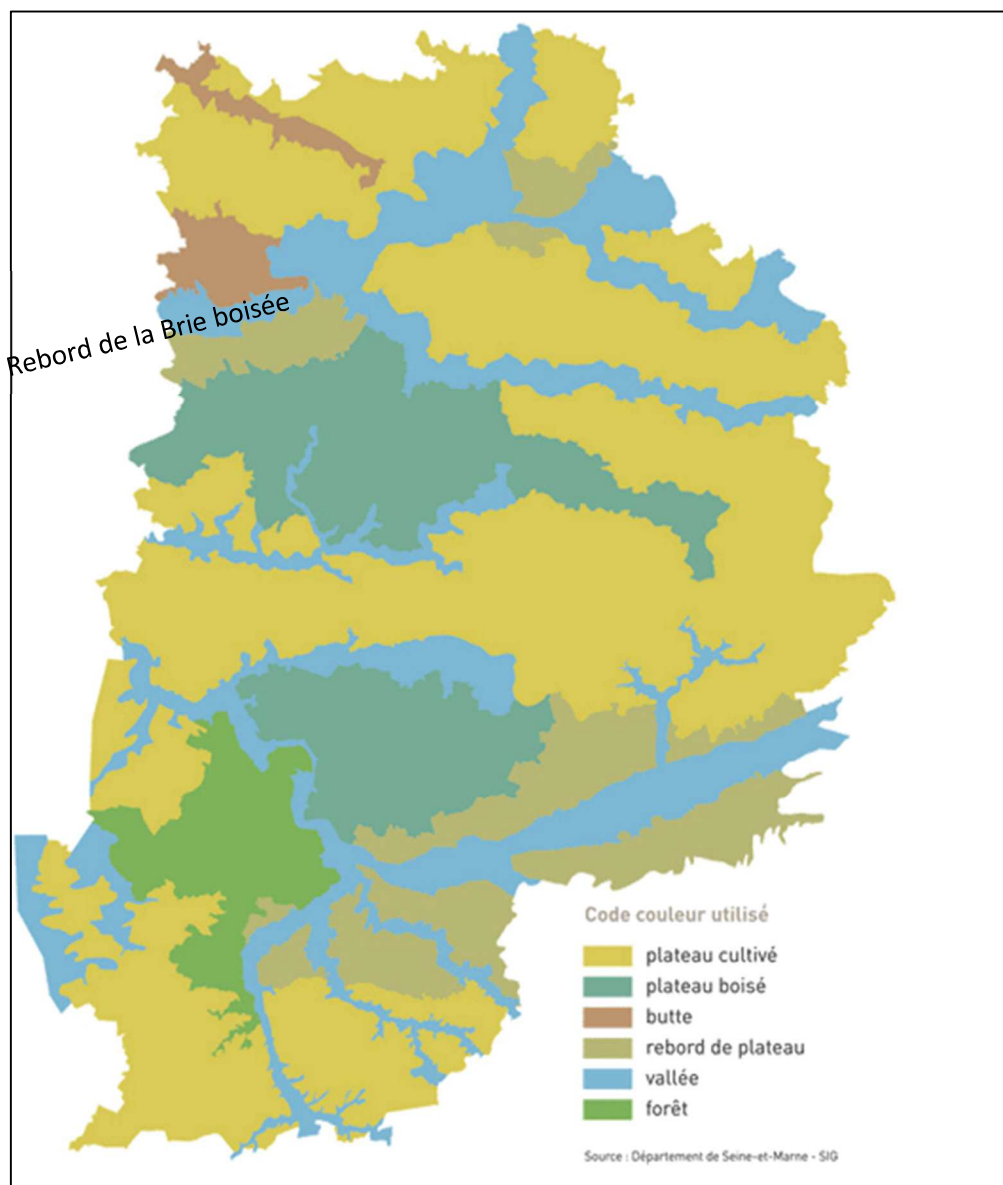 Rebord de la Brie boisée
Code couleur utilisé
plateau cultivé
plateau boisé
butte
rebord de plateau
vallée
forêt
Source : Département de Seine-et-Marne - SIG